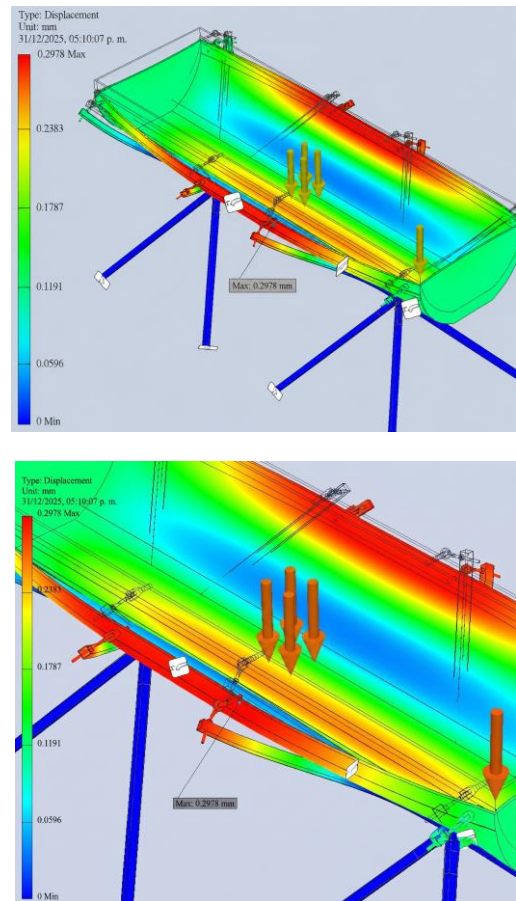 Type: Displacement
Unit: mm
31/12/2025, 05:10:07 p. m.
0.2978 Max
0.2383
0.1787
0.1191
0.0596
0 Min
Max: 0.2978 mm
Type: Displacement
Unit: mm
31/12/2025, 05:10:07 p. m.
0.2978 Max
0.2383
0.1787
0.1191
0.0596
0 Min
Max: 0.2978 mm